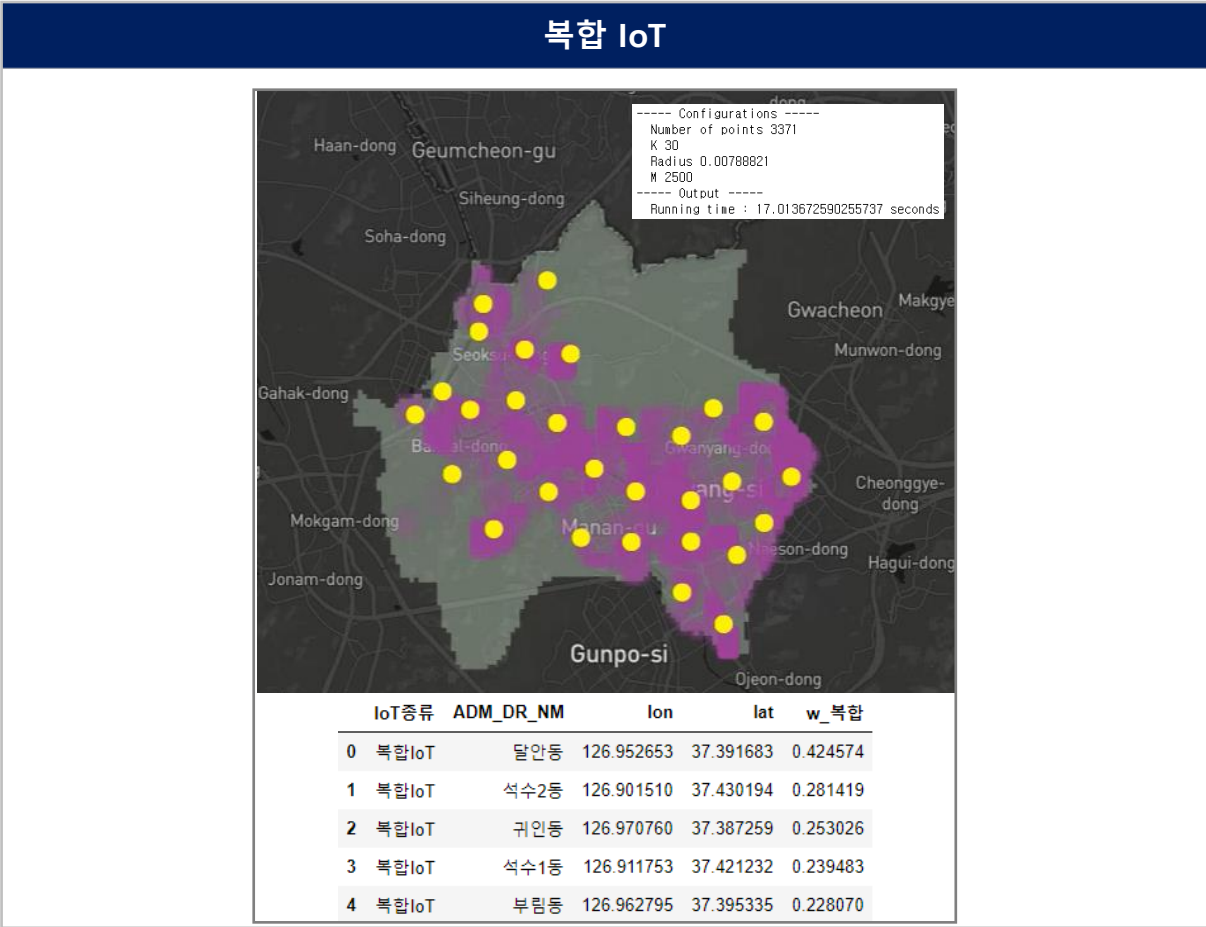 복합 IoT
dong
----- Configurations -----
Number of points 3371
K 30
Radius 0.00788821
M 2500
----- Output -----
Running time : 17.013672590255737 seconds
Haan-dong
Geumcheon-gu
Siheung-dong
Soha-dong
Gwacheon
Makgye
Munwon-dong
Seoksu
Gahak-dong
Gwanyang-do
ang-si
Cheonggye-
dong
Mokgam-dong
Manan-gu
Naeson-dong
Hagui-dong
Jonam-dong
Gunpo-si
Ojeon-dong
IoT종류 ADM_DR_NM lon lat w_복합
0 복합IoT 달안동 126.952653 37.391683 0.424574
1 복합IoT 석수2동 126.901510 37.430194 0.281419
2 복합IoT 귀인동 126.970760 37.387259 0.253026
3 복합IoT 석수1동 126.911753 37.421232 0.239483
4 복합IoT 부림동 126.962795 37.395335 0.228070